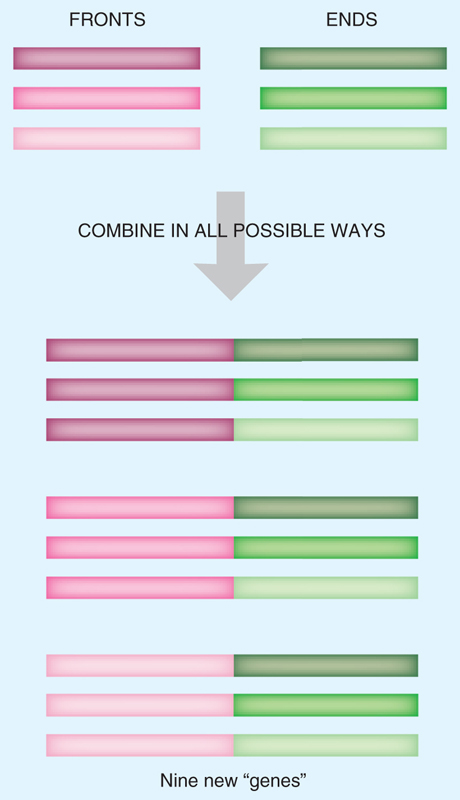 FRONTS ENDS
COMBINE IN ALL POSSIBLE WAYS
Nine new “genes”